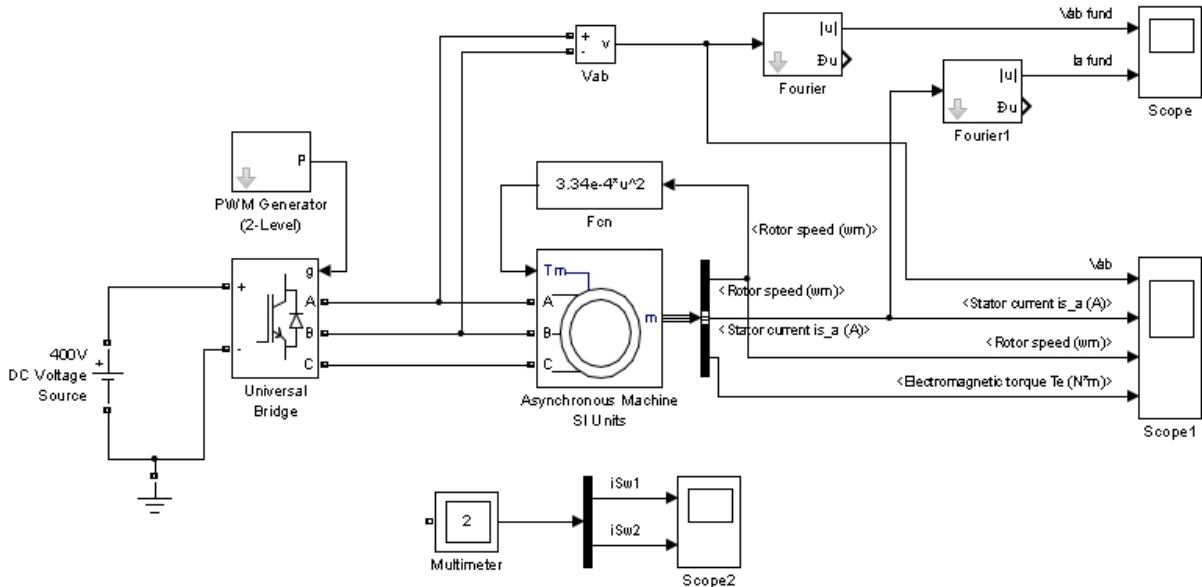 Vab fund
|u|
Đu
Fourier
+
-
v
Vab
Ia fund
|u|
Đu
Fourier1
Scope
P
PWM Generator
(2-Level)
3.34e-4*u^2
Fcn
<Rotor speed (wm)>
g
+
-
A
B
C
Universal
Bridge
400V
DC Voltage
Source
+
Tm
A
B
C
m
Asynchronous Machine
SI Units
<Rotor speed (wm)>
<Stator current is_a (A)>
Vab
<Stator current is_a (A)>
<Rotor speed (wm)>
<Electromagnetic torque Te (N*m)>
Scope1
2
Multimeter
iSw1
iSw2
Scope2